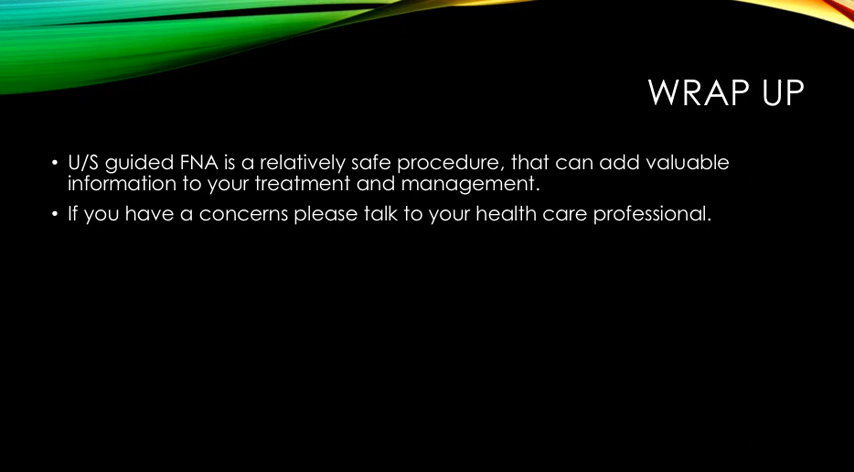 WRAP UP
• U/S guided FNA is a relatively safe procedure, that can add valuable
information to your treatment and management.
• If you have a concerns please talk to your health care professional.